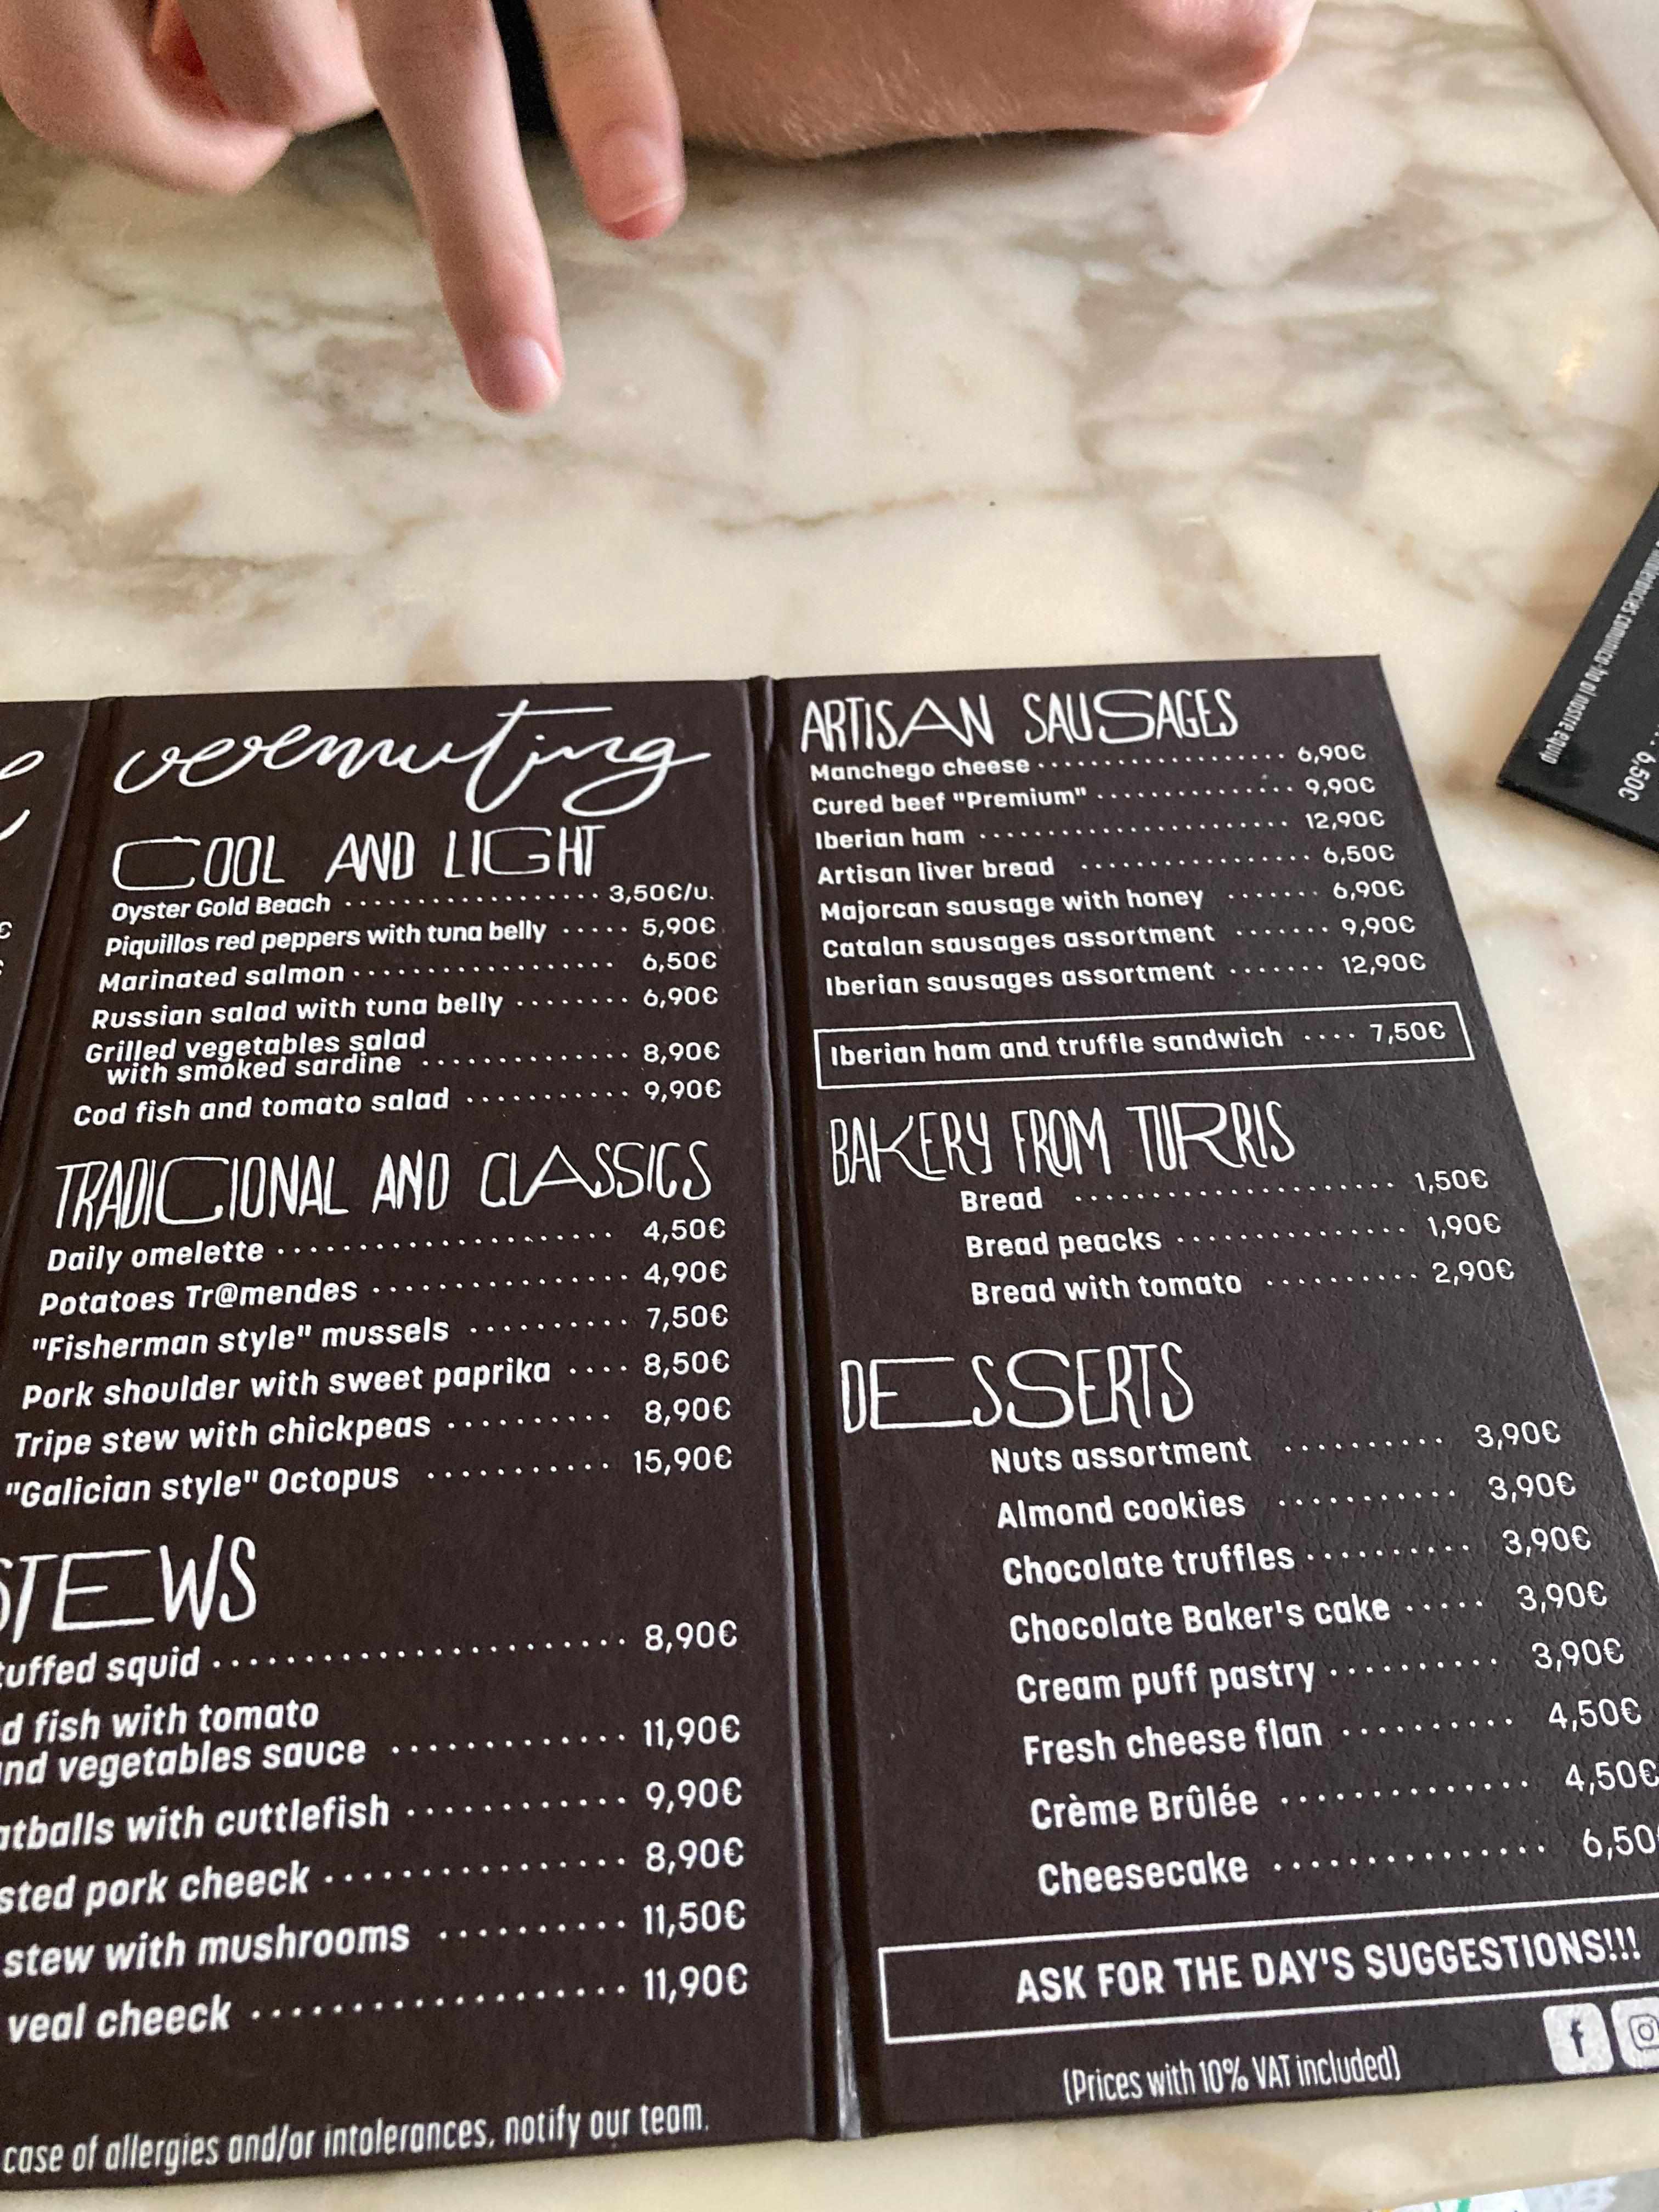 vermuting
COOL AND LIGHT
Oyster Gold Beach 3,50€/u.
Piquillos red peppers with tuna belly 5,90€
Marinated salmon 6,50€
Russian salad with tuna belly 6,90€
Grilled vegetables salad
with smoked sardine 8,90€
Cod fish and tomato salad 9,90€
TRADICIONAL AND CLASSICS
Daily omelette 4,50€
Potatoes Tr@mendes 4,90€
"Fisherman style" mussels 7,50€
Pork shoulder with sweet paprika 8,50€
Tripe stew with chickpeas 8,90€
"Galician style" Octopus 15,90€
STEWS
tuffed squid 8,90€
d fish with tomato
nd vegetables sauce 11,90€
atballs with cuttlefish 9,90€
sted pork cheeck 8,90€
stew with mushrooms 11,50€
veal cheeck 11,90€
case of allergies and/or intolerances, notify our team.
ARTISAN SAUSAGES
Manchego cheese 6,90€
Cured beef "Premium" 9,90€
Iberian ham 12,90€
Artisan liver bread 6,50€
Majorcan sausage with honey 6,90€
Catalan sausages assortment 9,90€
Iberian sausages assortment 12,90€
Iberian ham and truffle sandwich 7,50€
BAKERY FROM TURRIS
Bread 1,50€
Bread peacks 1,90€
Bread with tomato 2,90€
DESSERTS
Nuts assortment 3,90€
Almond cookies 3,90€
Chocolate truffles 3,90€
Chocolate Baker's cake 3,90€
Cream puff pastry 3,90€
Fresh cheese flan 4,50€
Crème Brûlée 4,50€
Cheesecake 6,50
ASK FOR THE DAY'S SUGGESTIONS!!!
(Prices with 10% VAT included)
6,50€
comunica-ho al nostre equip